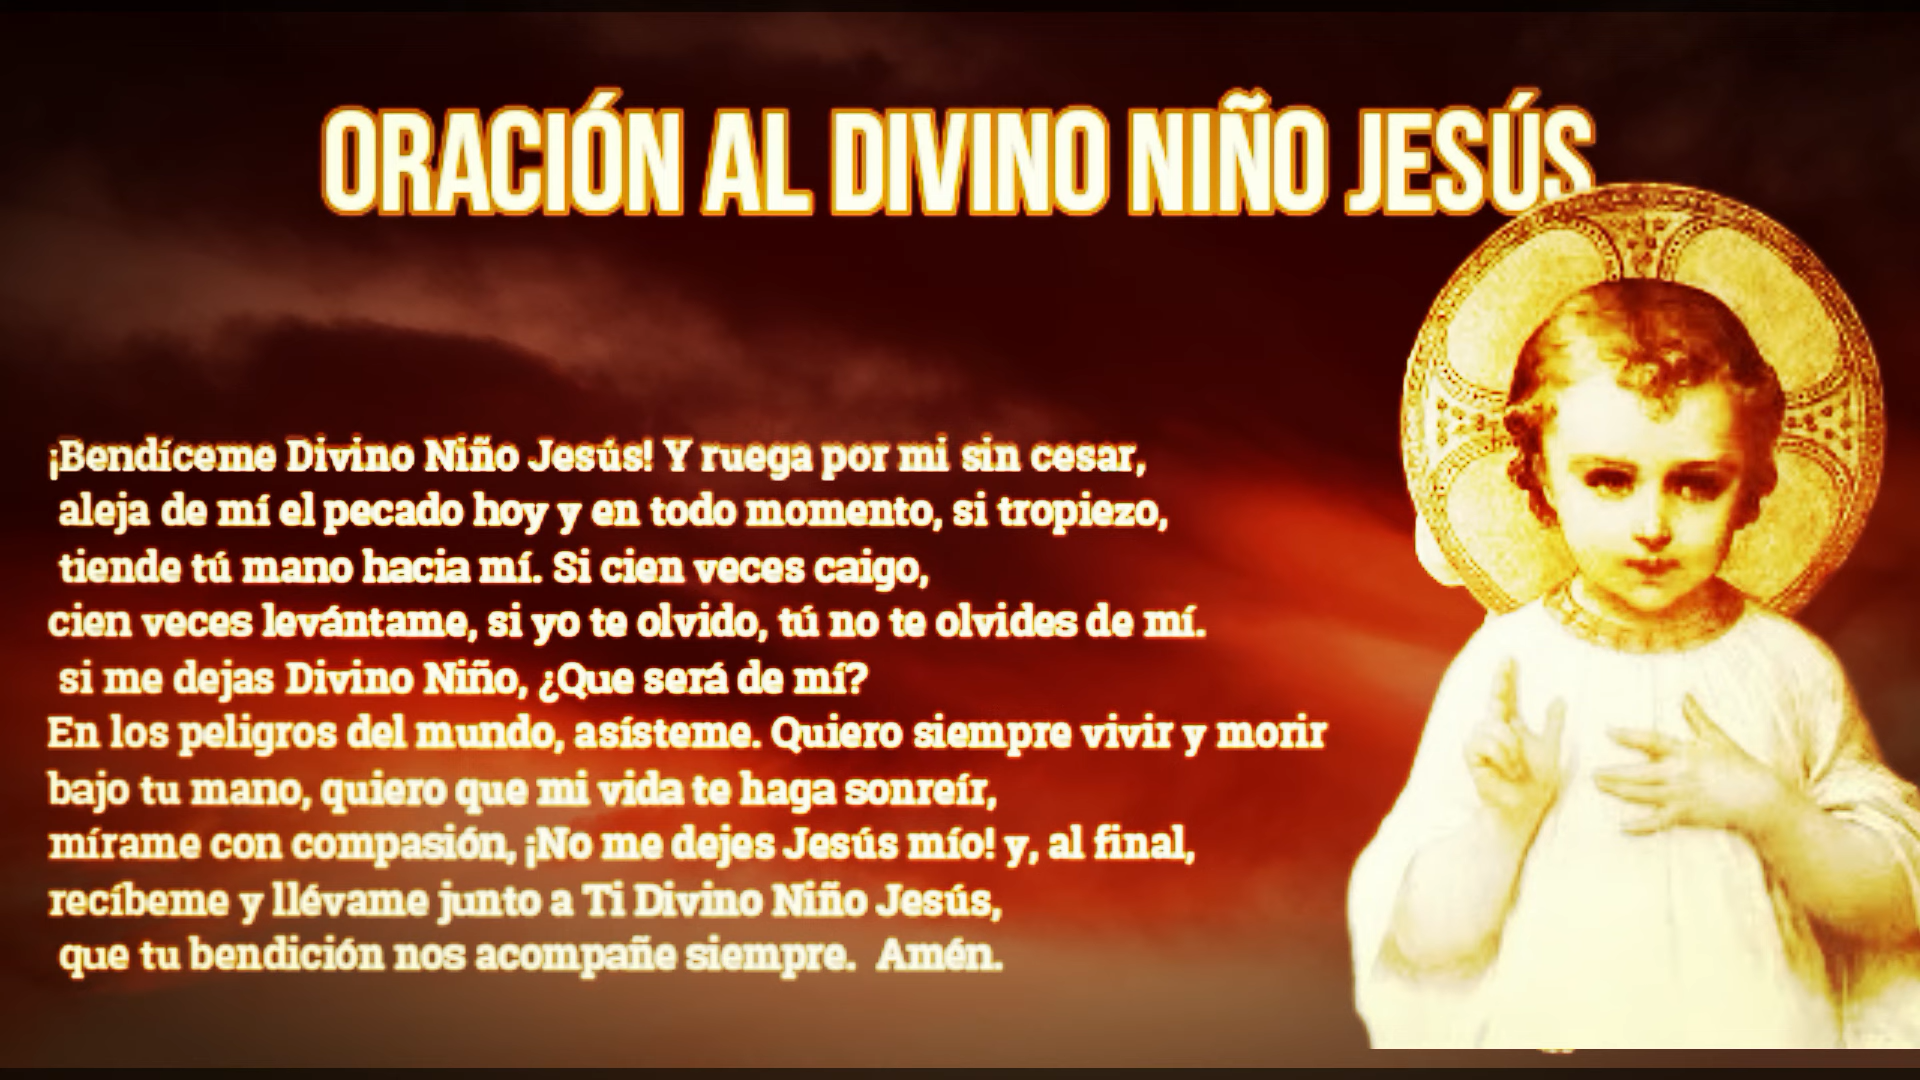 ORACIÓN AL DIVINO NIÑO JESÚS
¡Bendíceme Divino Niño Jesús! Y ruega por mi sin cesar,
aleja de mí el pecado hoy y en todo momento, si tropiezo,
tiende tú mano hacia mí. Si cien veces caigo,
cien veces levántame, si yo te olvido, tú no te olvides de mí.
si me dejas Divino Niño, ¿Que será de mí?
En los peligros del mundo, asísteme. Quiero siempre vivir y morir
bajo tu mano, quiero que mi vida te haga sonreír,
mírame con compasión, ¡No me dejes Jesús mío! y, al final,
recíbeme y llévame junto a Ti Divino Niño Jesús,
que tu bendición nos acompañe siempre. Amén.